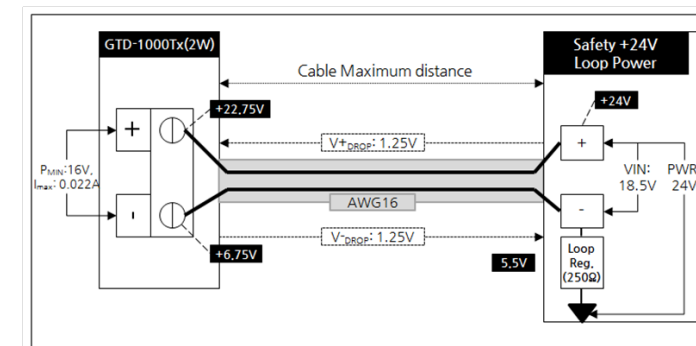 GTD-1000Tx(2W)
Safety +24V
Loop Power
Cable Maximum distance
+22,75V
+24V
V+DROP: 1.25V
+
+
PMIN:16V,
Imax: 0.022A
VIN:
18.5V
PWR
24V
AWG16
-
-
V-DROP: 1.25V
+6,75V
5,5V
Loop
Reg,
(250Ω)